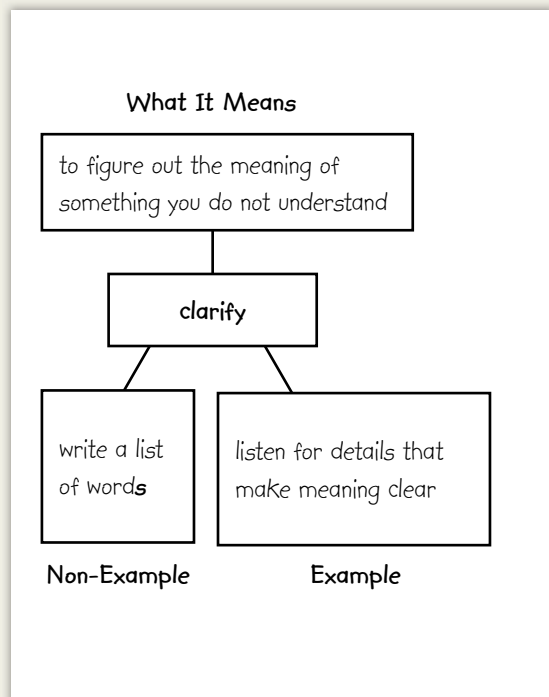 What It Means
to figure out the meaning of
something you do not understand
clarify
write a list
of words
listen for details that
make meaning clear
Non-Example
Example